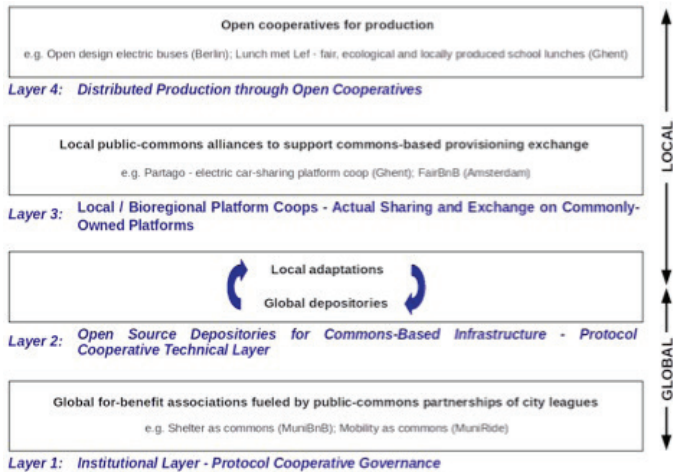 Open cooperatives for production
e.g. Open design electric buses (Berlin); Lunch met Lef - fair, ecological and locally produced school lunches (Ghent)
Layer 4: Distributed Production through Open Cooperatives
Local public-commons alliances to support commons-based provisioning exchange
e.g. Partago - electric car-sharing platform coop (Ghent); FairBnB (Amsterdam)
Layer 3: Local / Bioregional Platform Coops - Actual Sharing and Exchange on Commonly-
Owned Platforms
LOCAL
Local adaptations
Global depositories
Layer 2: Open Source Depositories for Commons-Based Infrastructure - Protocol
Cooperative Technical Layer
Global for-benefit associations fueled by public-commons partnerships of city leagues
e.g. Shelter as commons (MuniBnB); Mobility as commons (MuniRide)
Layer 1: Institutional Layer - Protocol Cooperative Governance
GLOBAL